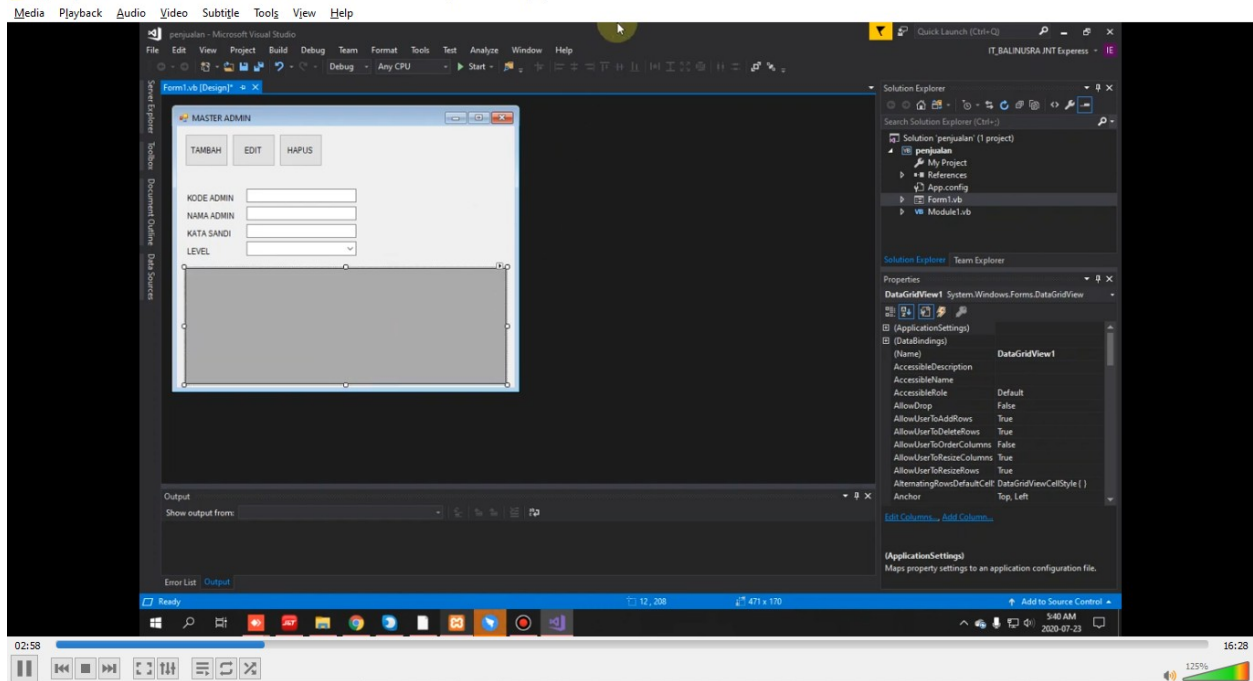 Media Playback Audio Video Subtitle Tools View Help
penjualan - Microsoft Visual Studio
Quick Launch (Ctrl+Q)
File Edit View Project Build Debug Team Format Tools Test Analyze Window Help
IT_BALINUSRA JNT Experess
IE
Debug Any CPU Start
Server Explorer
Toolbox
Document Outline
Data Sources
Form1.vb [Design]*
MASTER ADMIN
TAMBAH EDIT HAPUS
KODE ADMIN
NAMA ADMIN
KATA SANDI
LEVEL
Solution Explorer
Search Solution Explorer (Ctrl+;)
Solution 'penjualan' (1 project)
VB penjualan
My Project
References
App.config
Form1.vb
VB Module1.vb
Solution Explorer Team Explorer
Properties
DataGridView1 System.Windows.Forms.DataGridView
(ApplicationSettings)
(DataBindings)
(Name) DataGridView1
AccessibleDescription
AccessibleName
AccessibleRole Default
AllowDrop False
AllowUserToAddRows True
AllowUserToDeleteRows True
AllowUserToOrderColumns False
AllowUserToResizeColumns True
AllowUserToResizeRows True
AlternatingRowsDefaultCell DataGridViewCellStyle { }
Anchor Top, Left
Edit Columns..., Add Column...
(ApplicationSettings)
Maps property settings to an application configuration file.
Output
Show output from:
Error List Output
Ready
12 , 208
471 x 170
Add to Source Control
5:40 AM
2020-07-23
02:58
16:28
125%